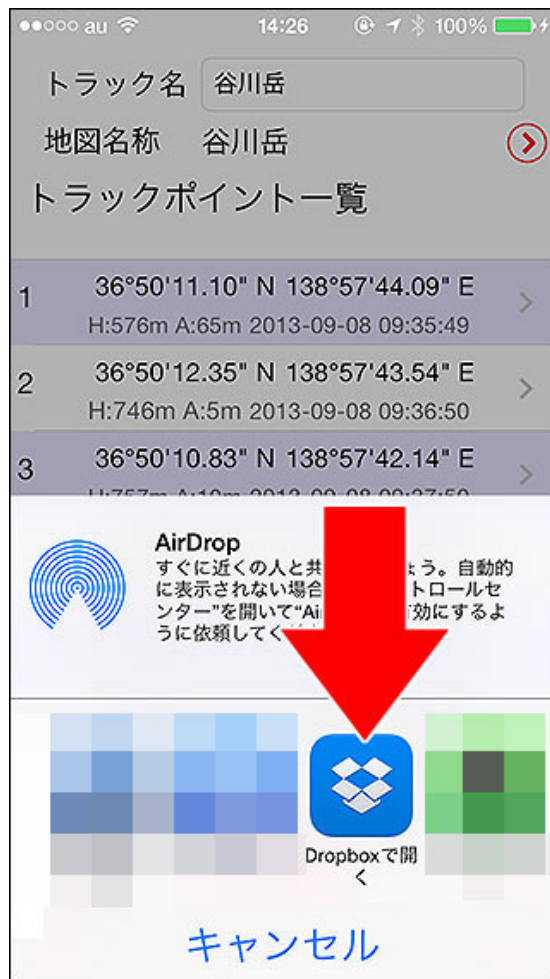 au 14:26 100%
トラック名 谷川岳
地図名称 谷川岳
トラックポイント一覧
1 36°50'11.10" N 138°57'44.09" E
H:576m A:65m 2013-09-08 09:35:49
2 36°50'12.35" N 138°57'43.54" E
H:746m A:5m 2013-09-08 09:36:50
3 36°50'10.83" N 138°57'42.14" E
AirDrop
すぐに近くの人と共 ょう。自動的
に表示されない場合 トロールセ
ンター"を開いて"Ai 効にするよ
うに依頼してく
Dropboxで開
く
キャンセル